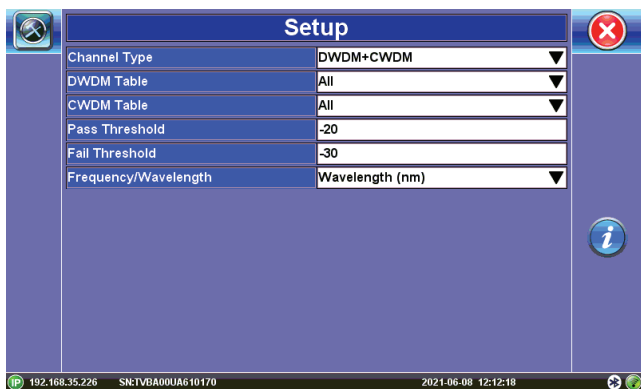 Setup
Channel Type DWDM+CWDM
DWDM Table All
CWDM Table All
Pass Threshold -20
Fail Threshold -30
Frequency/Wavelength Wavelength (nm)
i
IP 192.168.35.226 SN:TVBA00UA610170 2021-06-08 12:12:18